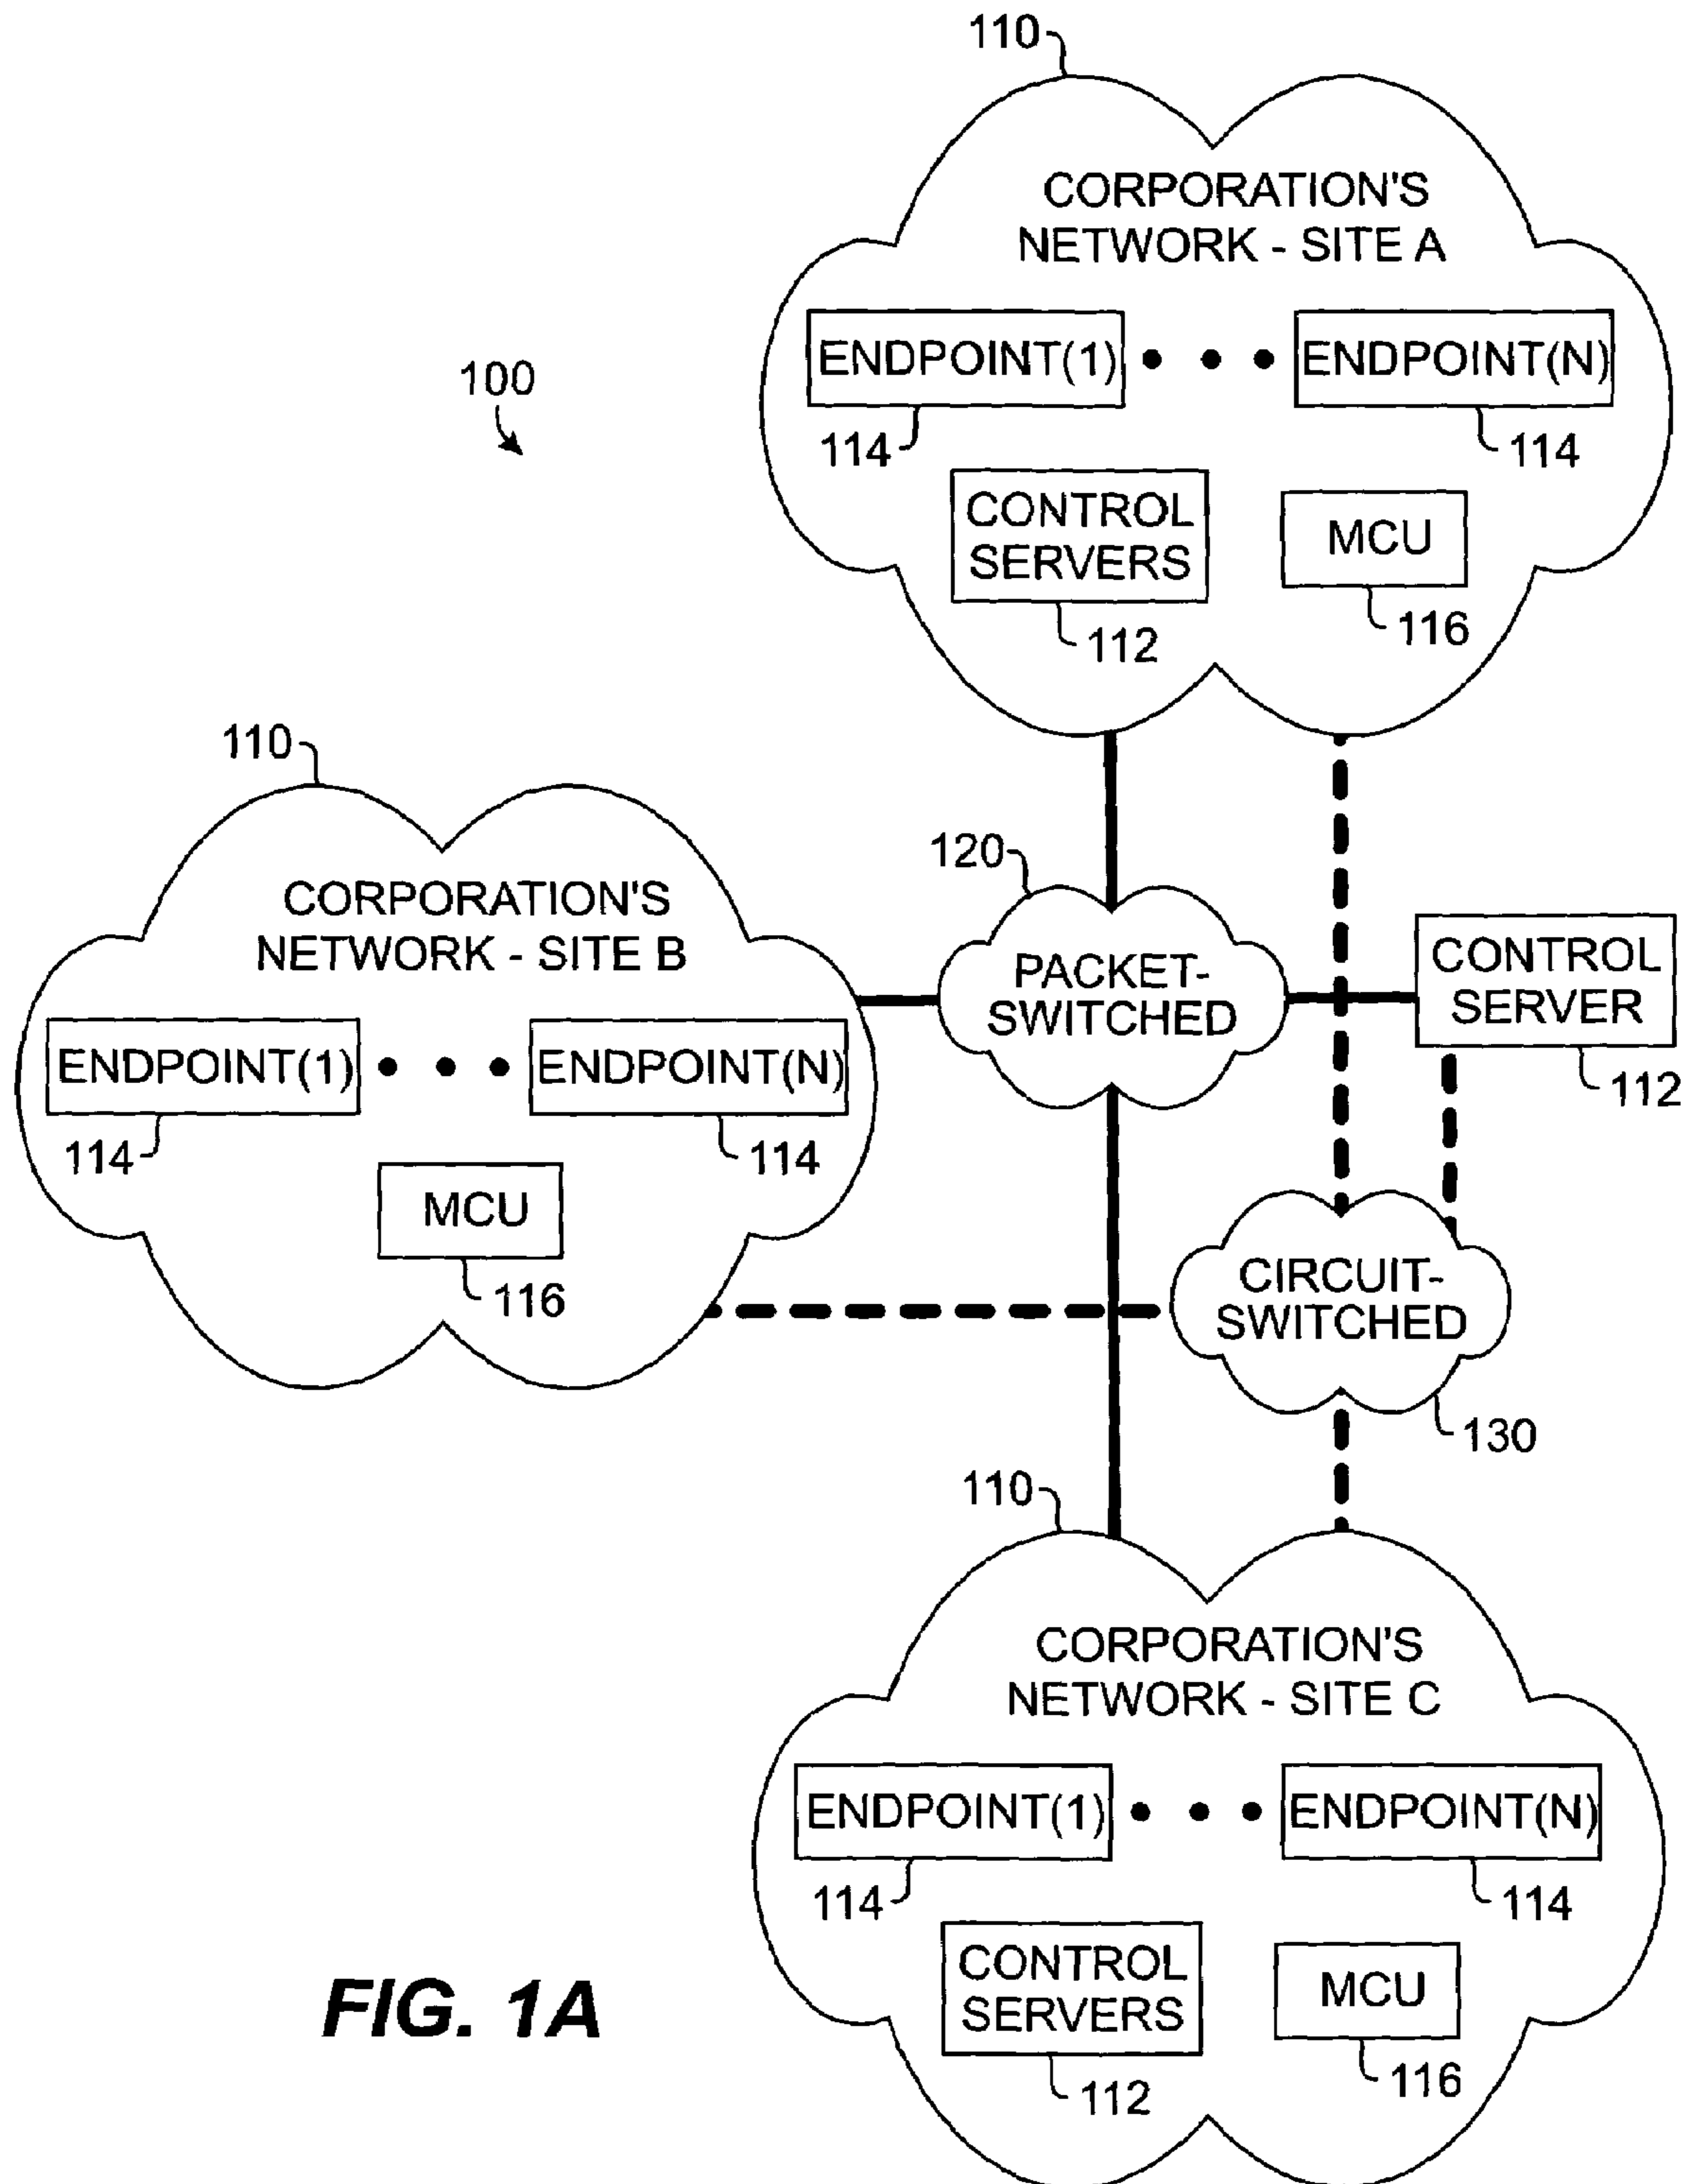 110
CORPORATION'S
NETWORK - SITE A
ENDPOINT(1) • • • ENDPOINT(N)
114 114
100
CONTROL
SERVERS
MCU
112
116
110
CORPORATION'S
NETWORK - SITE B
ENDPOINT(1) • • • ENDPOINT(N)
114 114
MCU
116
120
PACKET-
SWITCHED
CONTROL
SERVER
112
CIRCUIT-
SWITCHED
130
110
CORPORATION'S
NETWORK - SITE C
ENDPOINT(1) • • • ENDPOINT(N)
114 114
CONTROL
SERVERS
MCU
112
116
FIG. 1A